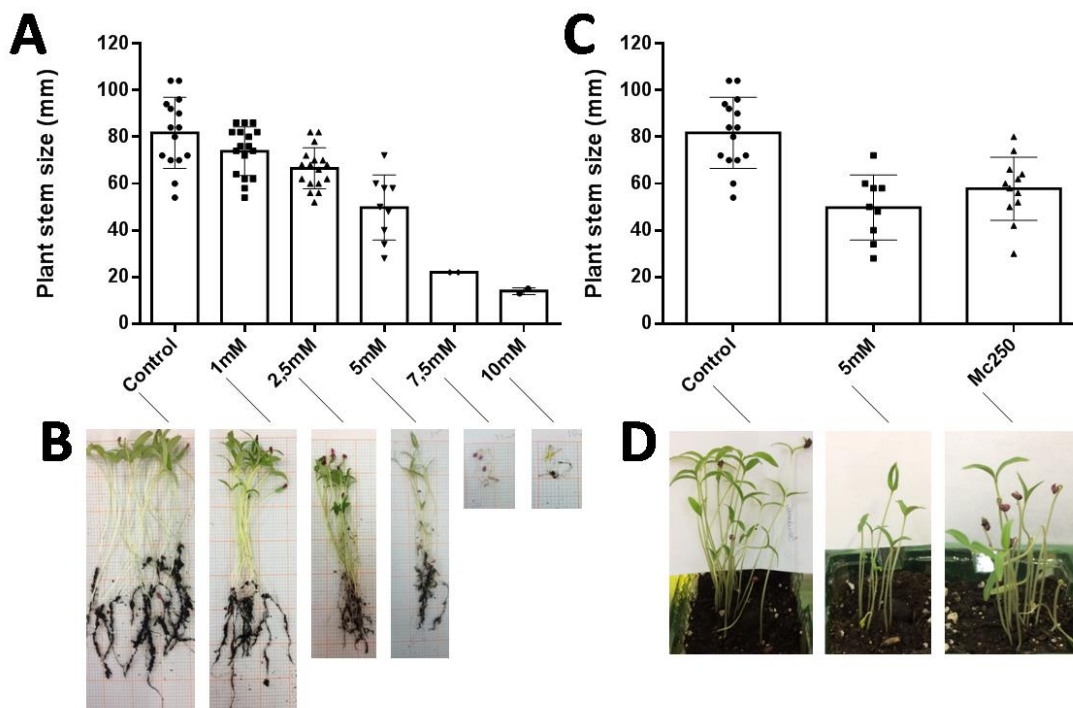 A
Plant stem size (mm)
120
100
80
60
40
20
0
Control
1mM
2,5mM
5mM
7,5mM
10mM
C
Plant stem size (mm)
120
100
80
60
40
20
0
Control
5mM
Mc250
B
D